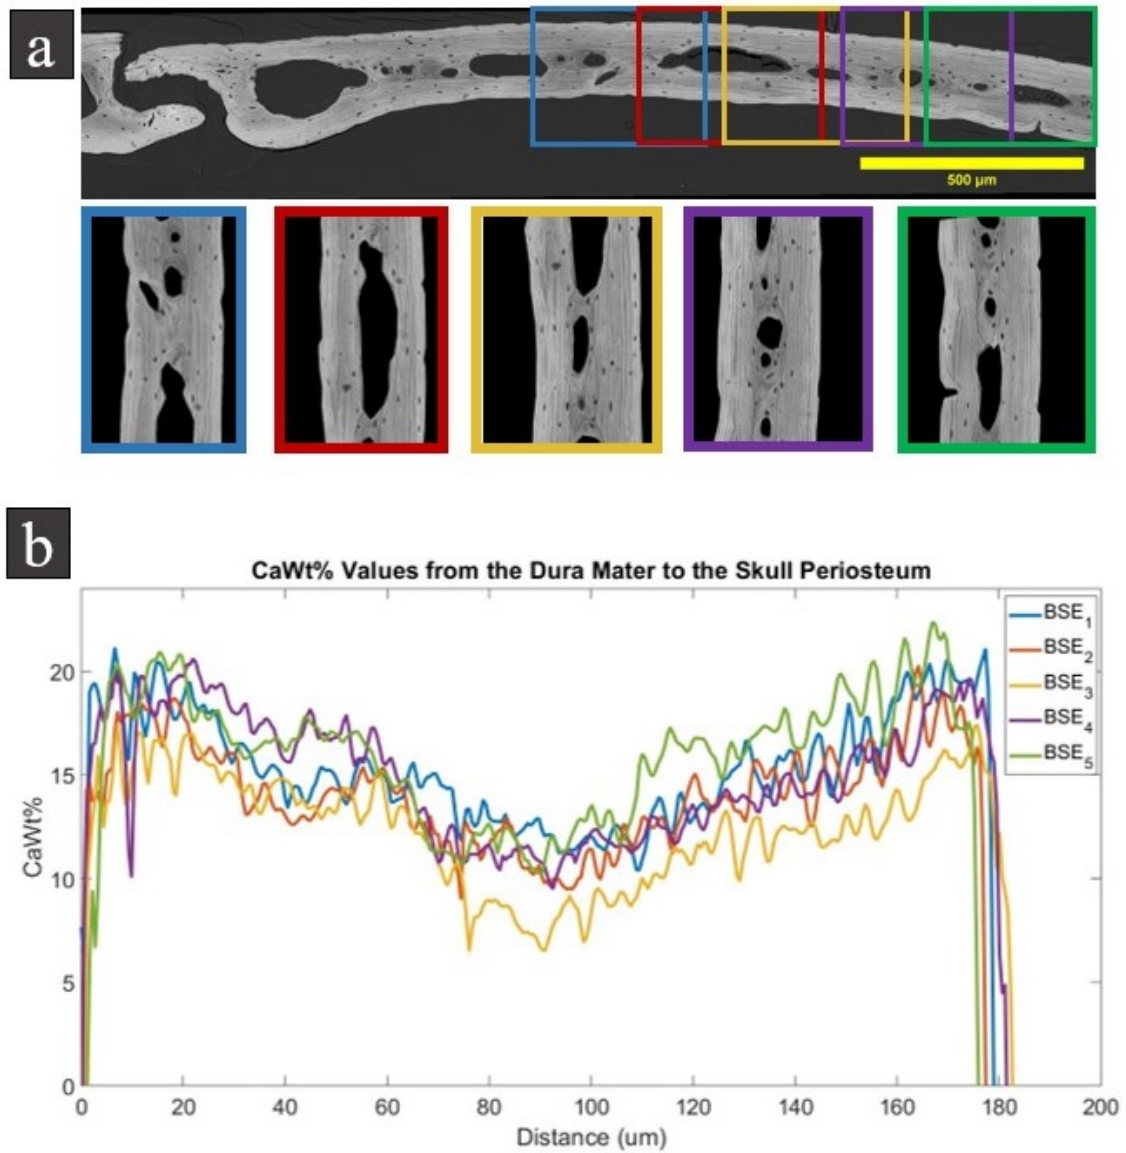 a
500 µm
b
CaWt% Values from the Dura Mater to the Skull Periosteum
BSE1
BSE2
BSE3
BSE4
BSE5
CaWt%
20
15
10
5
0
0 20 40 60 80 100 120 140 160 180 200
Distance (um)